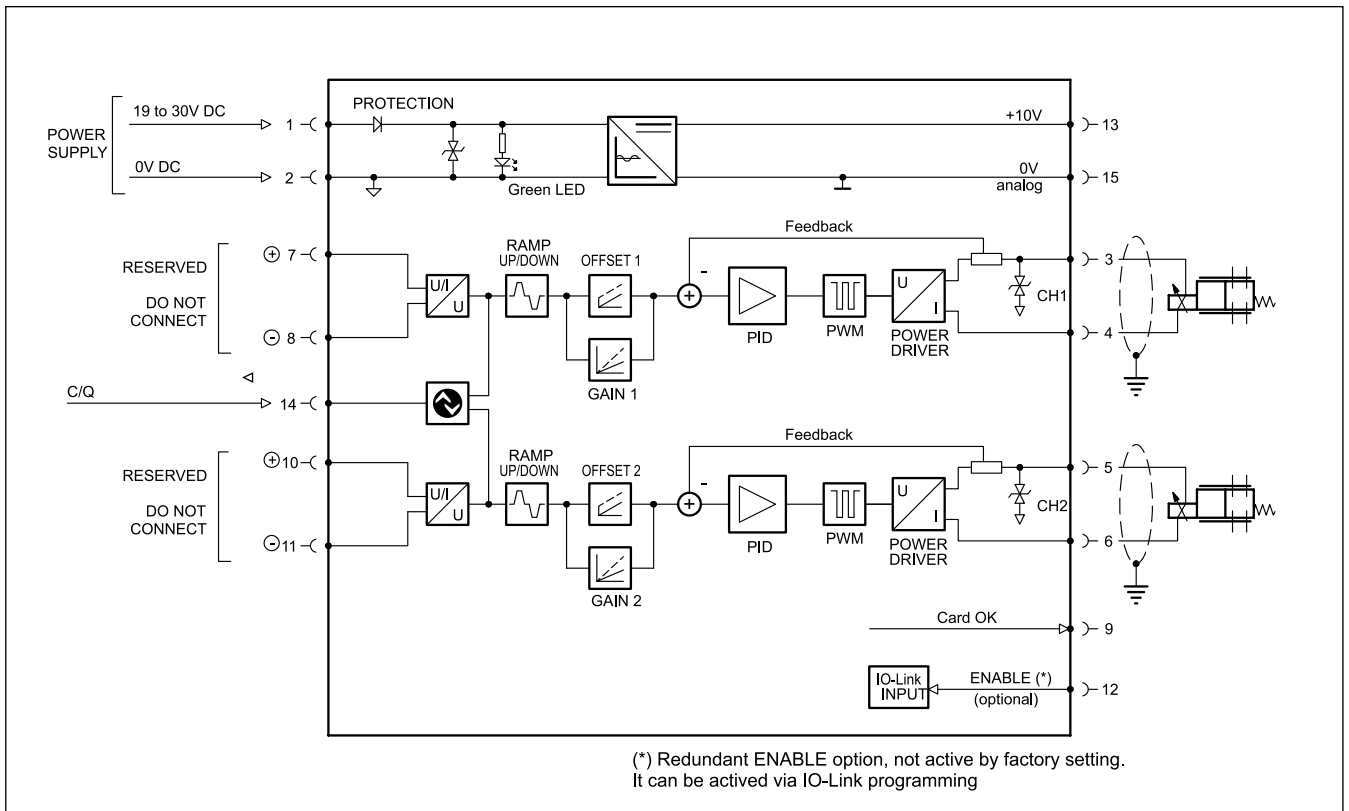 PROTECTION
19 to 30V DC
1
+10V
13
POWER
SUPPLY
0V DC
2
Green LED
0V
analog
15
Feedback
RESERVED
DO NOT
CONNECT
+ 7
- 8
U/I
U
RAMP
UP/DOWN
OFFSET 1
GAIN 1
+
-
PID
PWM
U
I
POWER
DRIVER
CH1
3
4
C/Q
14
Feedback
RESERVED
DO NOT
CONNECT
+ 10
- 11
U/I
U
RAMP
UP/DOWN
OFFSET 2
GAIN 2
+
-
PID
PWM
U
I
POWER
DRIVER
CH2
5
6
Card OK
9
IO-Link
INPUT
ENABLE (*)
(optional)
12
(*) Redundant ENABLE option, not active by factory setting.
It can be actived via IO-Link programming